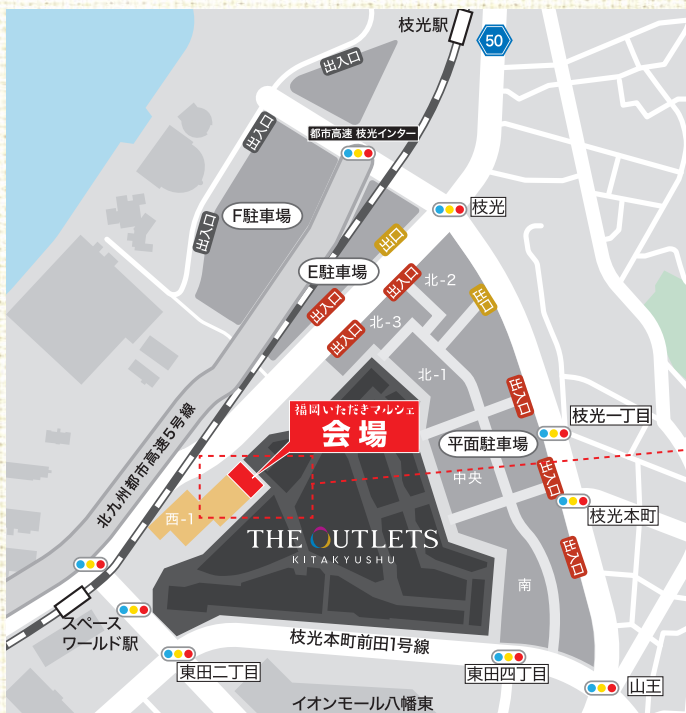 枝光駅
50
出入口
出入口
都市高速 枝光インター
F駐車場
枝光
出入口
出口
E駐車場
北-2
出入口
出口
出入口
北-3
出入口
北-1
出入口
福岡いただきマルシェ
会場
枝光一丁目
平面駐車場
北九州都市高速5号線
中央
出入口
枝光本町
西-1
THE OUTLETS
KITAKYUSHU
出入口
南
スペース
ワールド駅
枝光本町前田1号線
東田二丁目
東田四丁目
山王
イオンモール八幡東